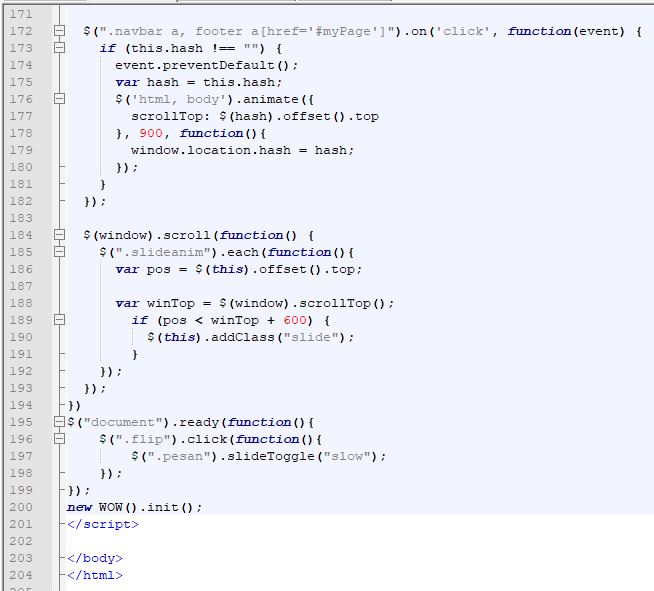 171
172 $(".navbar a, footer a[href='#myPage']").on('click', function(event) {
173 if (this.hash !== "") {
174 event.preventDefault();
175 var hash = this.hash;
176 $('html, body').animate({
177 scrollTop: $(hash).offset().top
178 }, 900, function(){
179 window.location.hash = hash;
180 });
181 }
182 });
183
184 $(window).scroll(function() {
185 $(".slideanim").each(function(){
186 var pos = $(this).offset().top;
187
188 var winTop = $(window).scrollTop();
189 if (pos < winTop + 600) {
190 $(this).addClass("slide");
191 }
192 });
193 });
194 })
195 $("document").ready(function(){
196 $(".flip").click(function(){
197 $(".pesan").slideToggle("slow");
198 });
199 });
200 new WOW().init();
201 </script>
202
203 </body>
204 </html>